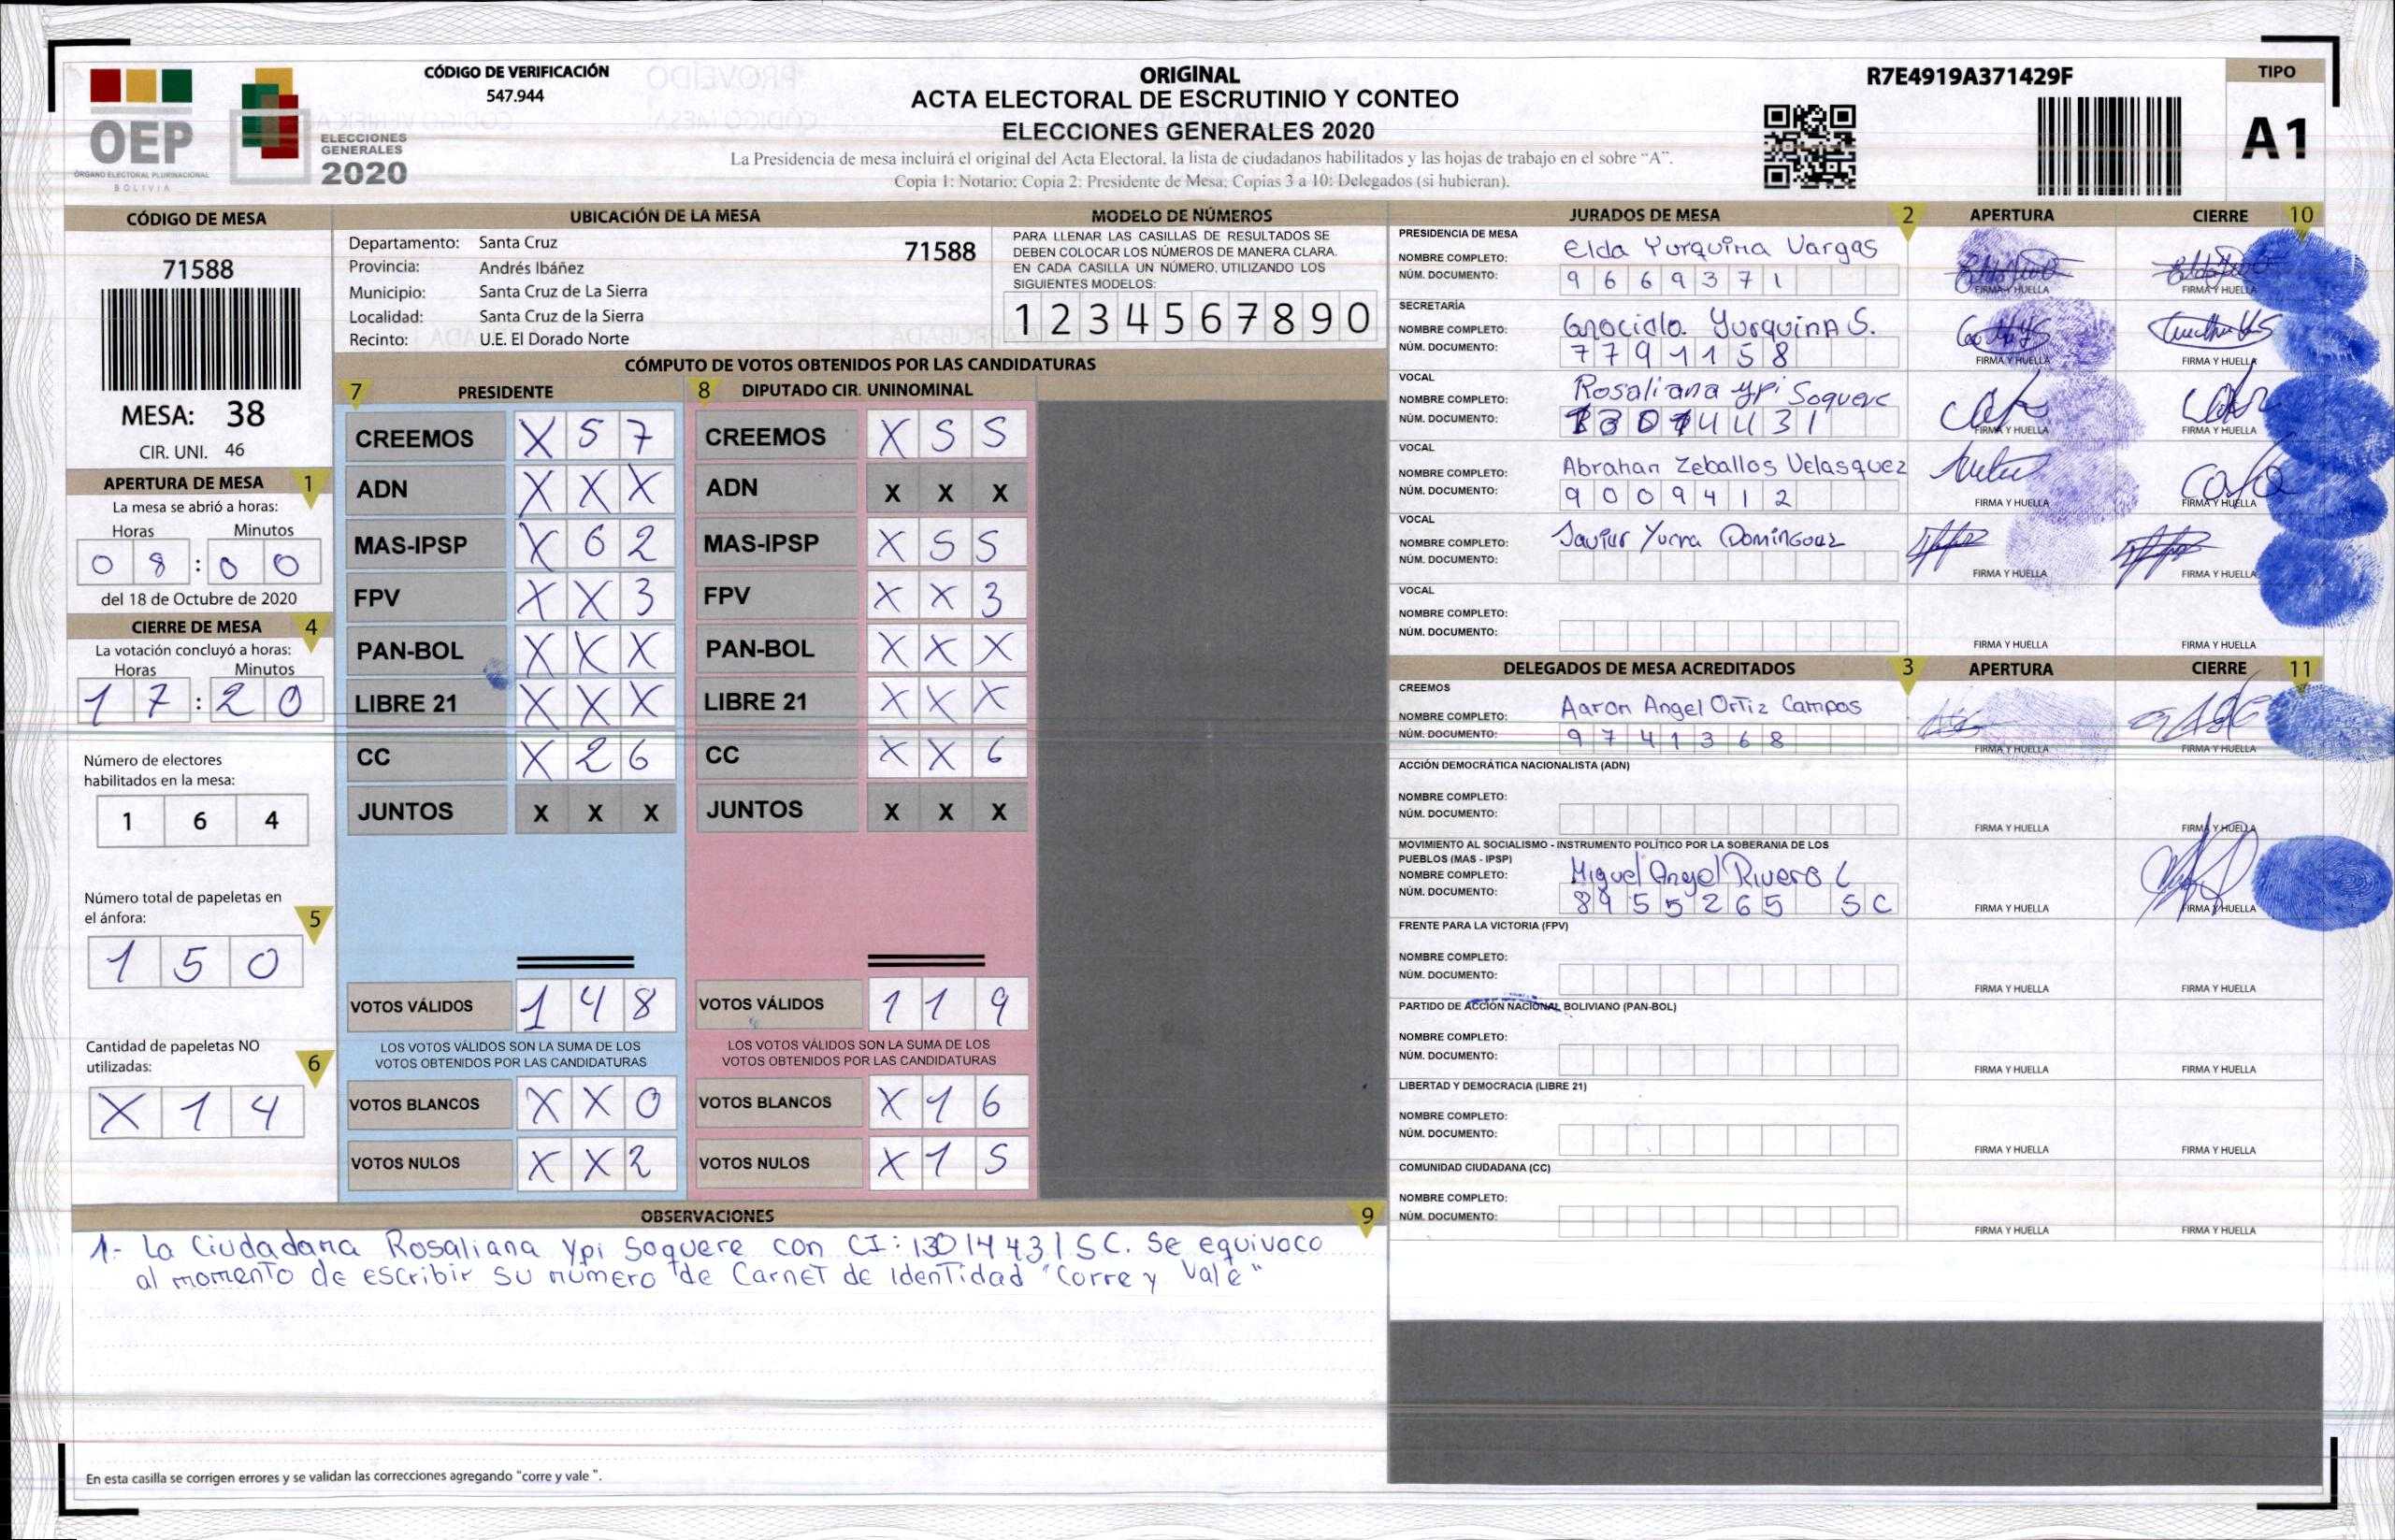 CÓDIGO DE VERIFICACIÓN
547.944
OEP
ÓRGANO ELECTORAL PLURINACIONAL
BOLIVIA
ELECCIONES
GENERALES
2020
ORIGINAL
ACTA ELECTORAL DE ESCRUTINIO Y CONTEO
ELECCIONES GENERALES 2020
La Presidencia de mesa incluirá el original del Acta Electoral, la lista de ciudadanos habilitados y las hojas de trabajo en el sobre "A".
Copia 1: Notario; Copia 2: Presidente de Mesa; Copias 3 a 10: Delegados (si hubieran).
R7E4919A371429F
TIPO
A1
CÓDIGO DE MESA
71588
MESA: 38
CIR. UNI. 46
APERTURA DE MESA 1
La mesa se abrió a horas:
Horas Minutos
0 8 : 0 0
del 18 de Octubre de 2020
CIERRE DE MESA 4
La votación concluyó a horas:
Horas Minutos
1 7 : 2 0
Número de electores
habilitados en la mesa:
1 6 4
Número total de papeletas en
el ánfora: 5
1 5 0
Cantidad de papeletas NO
utilizadas: 6
X 1 4
UBICACIÓN DE LA MESA
Departamento: Santa Cruz
71588
Provincia: Andrés Ibáñez
Municipio: Santa Cruz de La Sierra
Localidad: Santa Cruz de la Sierra
Recinto: U.E. El Dorado Norte
MODELO DE NÚMEROS
PARA LLENAR LAS CASILLAS DE RESULTADOS SE
DEBEN COLOCAR LOS NÚMEROS DE MANERA CLARA.
EN CADA CASILLA UN NÚMERO, UTILIZANDO LOS
SIGUIENTES MODELOS:
1 2 3 4 5 6 7 8 9 0
CÓMPUTO DE VOTOS OBTENIDOS POR LAS CANDIDATURAS
7 PRESIDENTE
CREEMOS X 5 7
ADN X X X
MAS-IPSP X 6 2
FPV X X 3
PAN-BOL X X X
LIBRE 21 X X X
CC X 2 6
JUNTOS X X X
VOTOS VÁLIDOS 1 4 8
LOS VOTOS VÁLIDOS SON LA SUMA DE LOS
VOTOS OBTENIDOS POR LAS CANDIDATURAS
VOTOS BLANCOS X X 0
VOTOS NULOS X X 2
8 DIPUTADO CIR. UNINOMINAL
CREEMOS X 5 5
ADN X X X
MAS-IPSP X 5 5
FPV X X 3
PAN-BOL X X X
LIBRE 21 X X X
CC X X 6
JUNTOS X X X
VOTOS VÁLIDOS 1 1 9
LOS VOTOS VÁLIDOS SON LA SUMA DE LOS
VOTOS OBTENIDOS POR LAS CANDIDATURAS
VOTOS BLANCOS X 1 6
VOTOS NULOS X 1 5
OBSERVACIONES 9
1.- La Ciudadana Rosaliana Ypi Soquere con CI: 13014431 SC. Se equivoco
al momento de escribir su número de Carnet de Identidad "Corre y Vale"
En esta casilla se corrigen errores y se validan las correcciones agregando "corre y vale ".
JURADOS DE MESA 2 APERTURA CIERRE 10
PRESIDENCIA DE MESA
NOMBRE COMPLETO: Elda Yurquina Vargas
NÚM. DOCUMENTO: 9 6 6 9 3 7 1
FIRMA Y HUELLA FIRMA Y HUELLA
SECRETARÍA
NOMBRE COMPLETO: Yurquina S.
NÚM. DOCUMENTO: 7 7 9 1 1 5 8
FIRMA Y HUELLA FIRMA Y HUELLA
VOCAL
NOMBRE COMPLETO: Rosaliana Ypi Soquere
NÚM. DOCUMENTO: 1 3 0 1 4 4 3 1
FIRMA Y HUELLA FIRMA Y HUELLA
VOCAL
NOMBRE COMPLETO: Abrahan Zeballos Velasquez
NÚM. DOCUMENTO: 9 0 0 9 4 1 2
FIRMA Y HUELLA FIRMA Y HUELLA
VOCAL
NOMBRE COMPLETO: Dominguez
NÚM. DOCUMENTO:
FIRMA Y HUELLA FIRMA Y HUELLA
VOCAL
NOMBRE COMPLETO:
NÚM. DOCUMENTO:
FIRMA Y HUELLA FIRMA Y HUELLA
DELEGADOS DE MESA ACREDITADOS 3 APERTURA CIERRE 11
CREEMOS
NOMBRE COMPLETO: Aaron Angel Ortiz Campos
NÚM. DOCUMENTO: 9 7 4 1 3 6 8
FIRMA Y HUELLA FIRMA Y HUELLA
ACCIÓN DEMOCRÁTICA NACIONALISTA (ADN)
NOMBRE COMPLETO:
NÚM. DOCUMENTO:
FIRMA Y HUELLA FIRMA Y HUELLA
MOVIMIENTO AL SOCIALISMO - INSTRUMENTO POLÍTICO POR LA SOBERANIA DE LOS
PUEBLOS (MAS - IPSP)
NOMBRE COMPLETO: Miguel Angel Rivero C
NÚM. DOCUMENTO: 8 9 5 5 2 6 5 S C
FIRMA Y HUELLA FIRMA Y HUELLA
FRENTE PARA LA VICTORIA (FPV)
NOMBRE COMPLETO:
NÚM. DOCUMENTO:
FIRMA Y HUELLA FIRMA Y HUELLA
PARTIDO DE ACCIÓN NACIONAL BOLIVIANO (PAN-BOL)
NOMBRE COMPLETO:
NÚM. DOCUMENTO:
FIRMA Y HUELLA FIRMA Y HUELLA
LIBERTAD Y DEMOCRACIA (LIBRE 21)
NOMBRE COMPLETO:
NÚM. DOCUMENTO:
FIRMA Y HUELLA FIRMA Y HUELLA
COMUNIDAD CIUDADANA (CC)
NOMBRE COMPLETO:
NÚM. DOCUMENTO:
FIRMA Y HUELLA FIRMA Y HUELLA